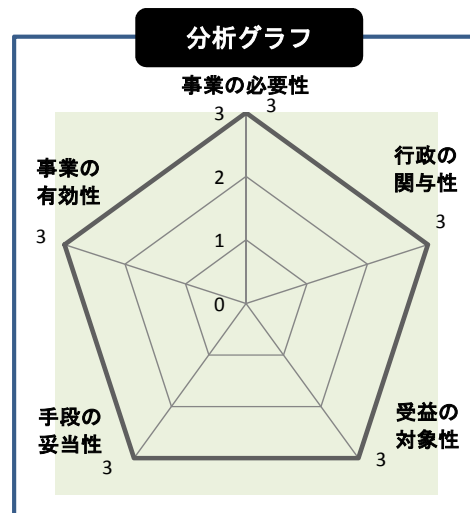 分析グラフ
事業の必要性
3
3
2
1
0
行政の
関与性
3
受益の
対象性
3
手段の
妥当性
3
事業の
有効性
3